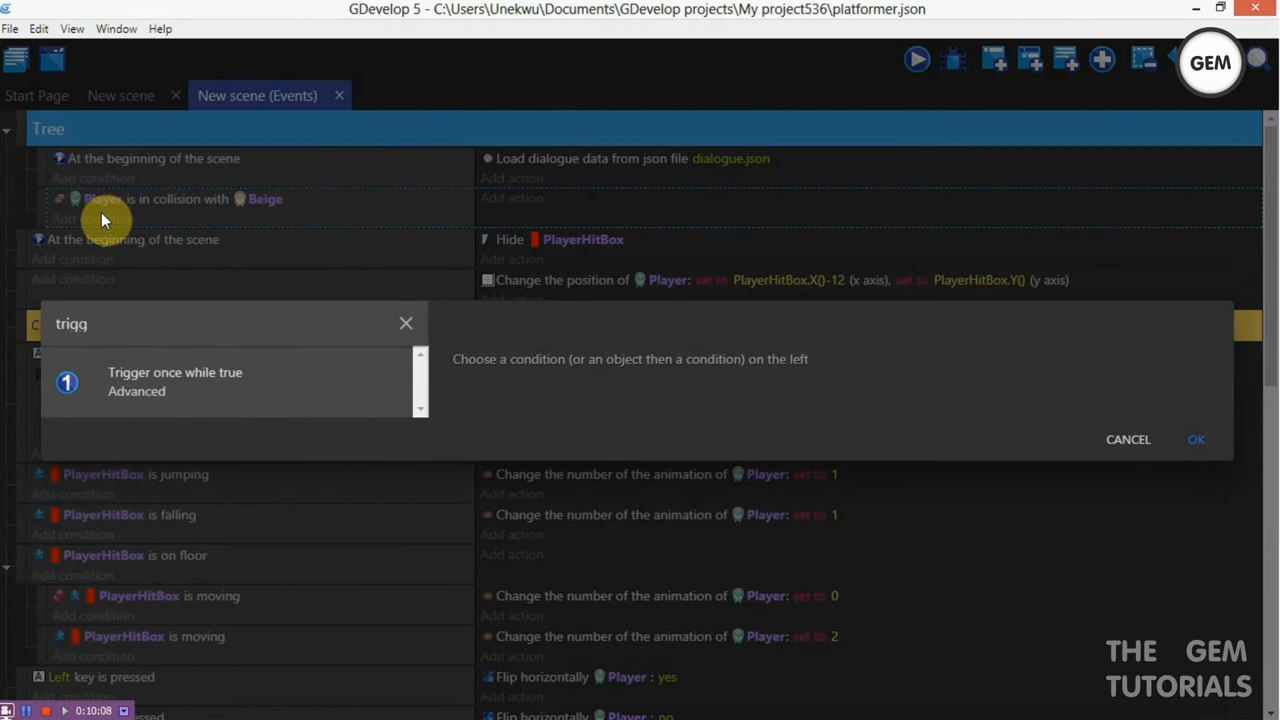 GDevelop 5 - C:\Users\Unekwu\Documents\GDevelop projects\My project536\platformer.json
File Edit View Window Help
GEM
Start Page New scene New scene (Events)
Tree
At the beginning of the scene Load dialogue data from json file dialogue.json
Add condition Add action
Player is in collision with Beige Add action
Add condition
At the beginning of the scene Hide PlayerHitBox
Add condition Add action
Add condition Change the position of Player: set to PlayerHitBox.X()-12 (x axis), set to PlayerHitBox.Y() (y axis)
trigg
Choose a condition (or an object then a condition) on the left
1 Trigger once while true
Advanced
CANCEL OK
PlayerHitBox is jumping Change the number of the animation of Player: set to 1
Add condition Add action
PlayerHitBox is falling Change the number of the animation of Player: set to 1
Add condition Add action
PlayerHitBox is on floor Add action
Add condition
PlayerHitBox is moving Change the number of the animation of Player: set to 0
Add condition Add action
PlayerHitBox is moving Change the number of the animation of Player: set to 2
Add condition Add action
Left key is pressed Flip horizontally Player : yes
Add condition Add action
pressed Flip horizontally Player : no
THE GEM
TUTORIALS
0:10:08